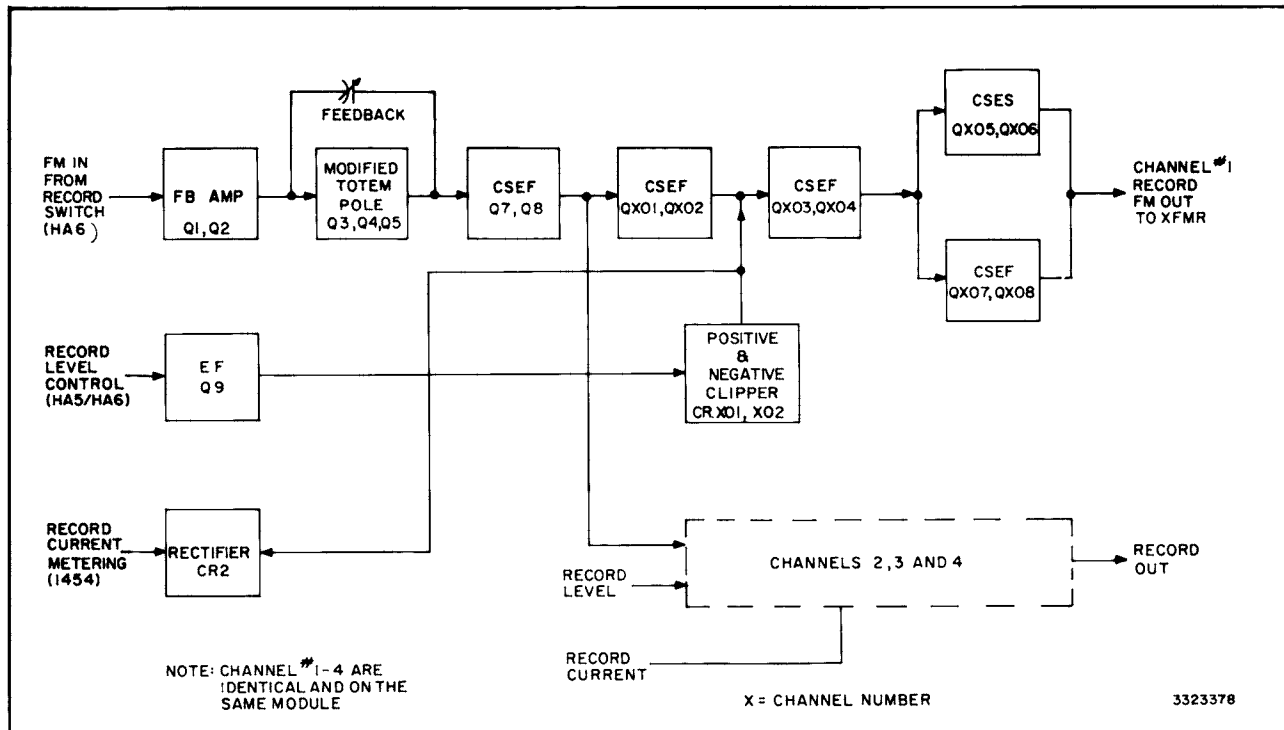 FEEDBACK
FM IN
FROM
RECORD
SWITCH
(HA6)
FB AMP
Q1, Q2
MODIFIED
TOTEM
POLE
Q3, Q4, Q5
CSEF
Q7, Q8
CSEF
QX01, QX02
CSEF
QX03, QX04
CSES
QX05, QX06
CSEF
QX07, QX08
CHANNEL #1
RECORD
FM OUT
TO XFMR
RECORD
LEVEL
CONTROL
(HA5/HA6)
EF
Q9
POSITIVE
&
NEGATIVE
CLIPPER
CR X01, X02
RECORD
CURRENT
METERING
(1454)
RECTIFIER
CR2
RECORD
LEVEL
CHANNELS 2, 3 AND 4
RECORD
OUT
RECORD
CURRENT
NOTE: CHANNEL #1-4 ARE
IDENTICAL AND ON THE
SAME MODULE
X = CHANNEL NUMBER
3323378